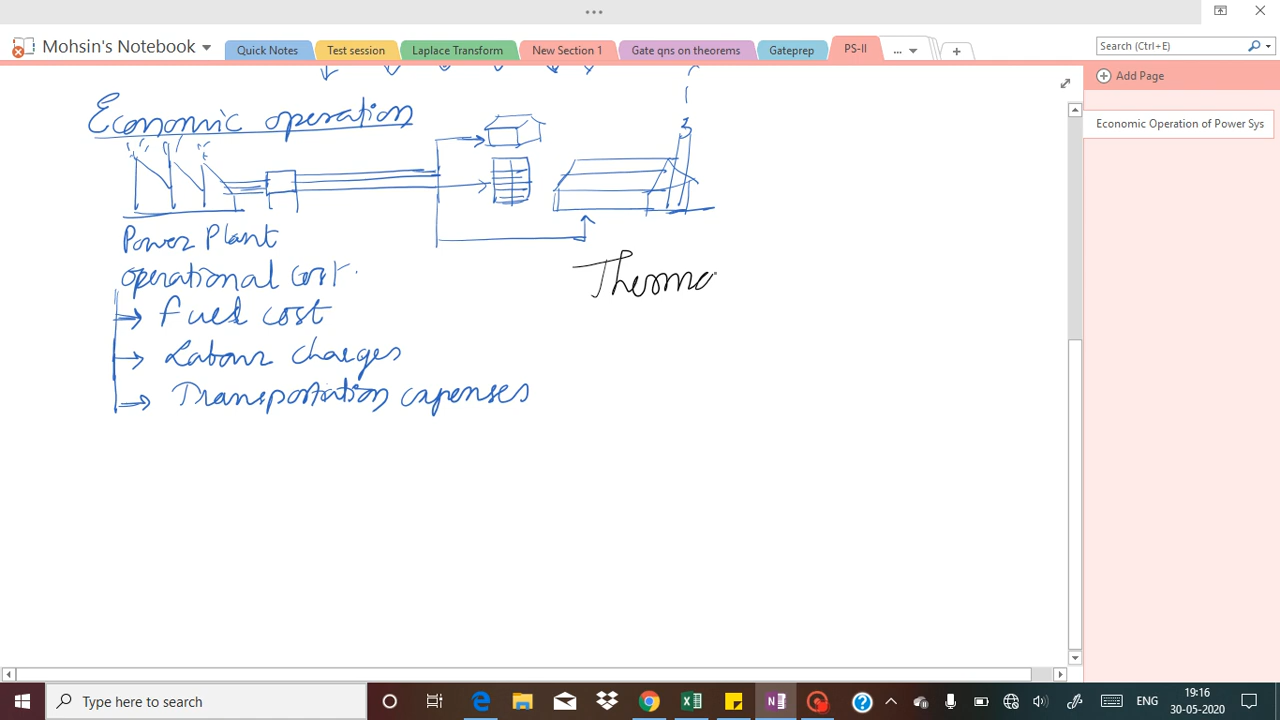 Mohsin's Notebook
Quick Notes
Test session
Laplace Transform
New Section 1
Gate qns on theorems
Gateprep
PS-II
...
Search (Ctrl+E)
Add Page
Economic Operation of Power Sys
Economic operation
Power Plant
operational cost
Thermo
→ fuel cost
→ Labour charges
→ Transportation expenses
Type here to search
ENG
19:16
30-05-2020